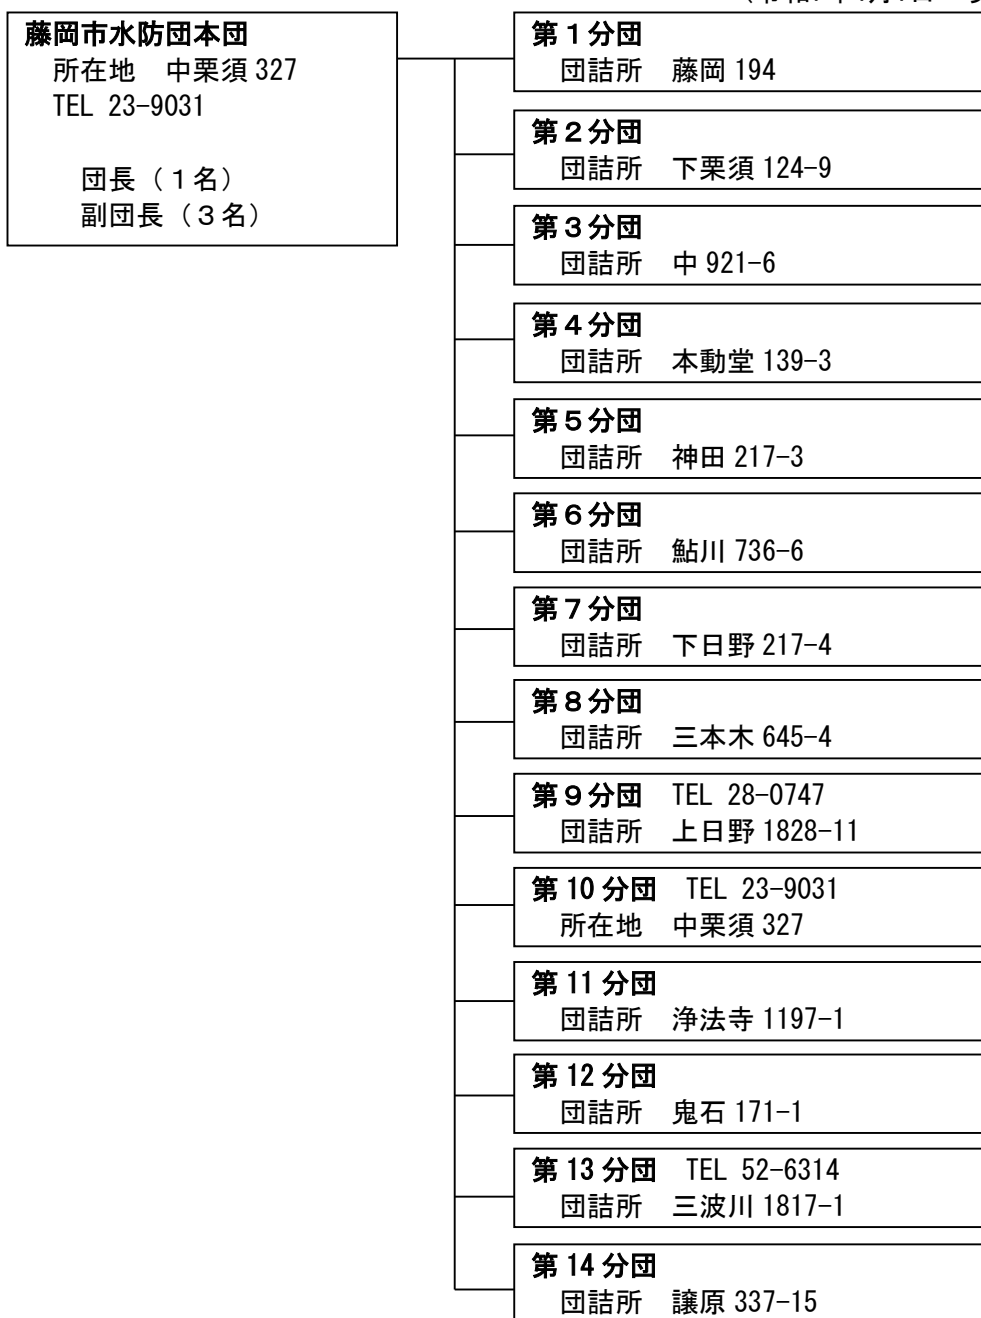 藤岡市水防団本団
所在地　中栗須 327
TEL 23-9031
団長（１名）
副団長（３名）
第１分団
団詰所　藤岡 194
第２分団
団詰所　下栗須 124-9
第３分団
団詰所　中 921-6
第４分団
団詰所　本動堂 139-3
第５分団
団詰所　神田 217-3
第６分団
団詰所　鮎川 736-6
第７分団
団詰所　下日野 217-4
第８分団
団詰所　三本木 645-4
第９分団　TEL 28-0747
団詰所　上日野 1828-11
第 10 分団　TEL 23-9031
所在地　中栗須 327
第 11 分団
団詰所　浄法寺 1197-1
第 12 分団
団詰所　鬼石 171-1
第 13 分団　TEL 52-6314
団詰所　三波川 1817-1
第 14 分団
団詰所　譲原 337-15